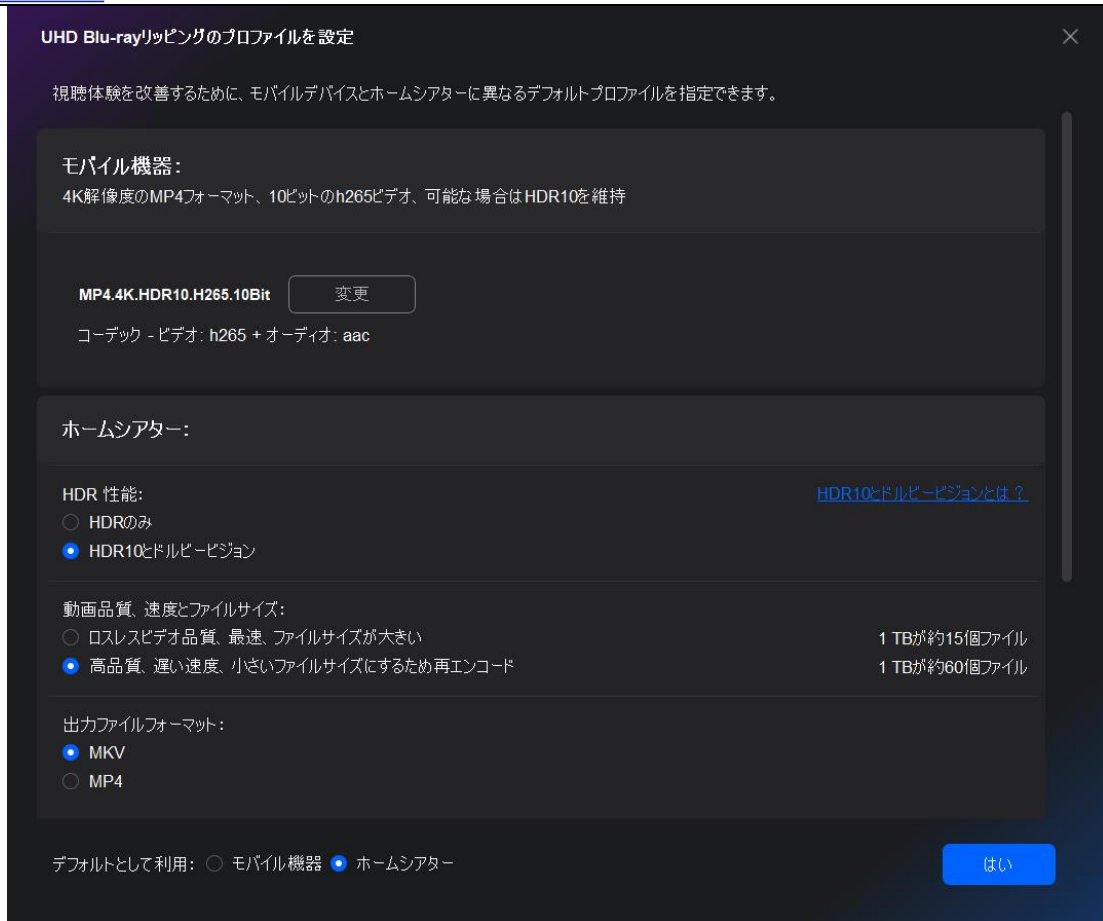 UHD Blu-rayリッピングのプロファイルを設定
視聴体験を改善するために、モバイルデバイスとホームシアターに異なるデフォルトプロファイルを指定できます。
モバイル機器:
4K解像度のMP4フォーマット、10ビットのh265ビデオ、可能な場合はHDR10を維持
MP4.4K.HDR10.H265.10Bit 変更
コーデック - ビデオ: h265 + オーディオ: aac
ホームシアター:
HDR 性能: HDR10とドルビービジョンとは？
HDRのみ
HDR10とドルビービジョン
動画品質、速度とファイルサイズ:
ロスレスビデオ品質、最速、ファイルサイズが大きい 1 TBが約15個ファイル
高品質、遅い速度、小さいファイルサイズにするため再エンコード 1 TBが約60個ファイル
出力ファイルフォーマット:
MKV
MP4
デフォルトとして利用: モバイル機器 ホームシアター はい